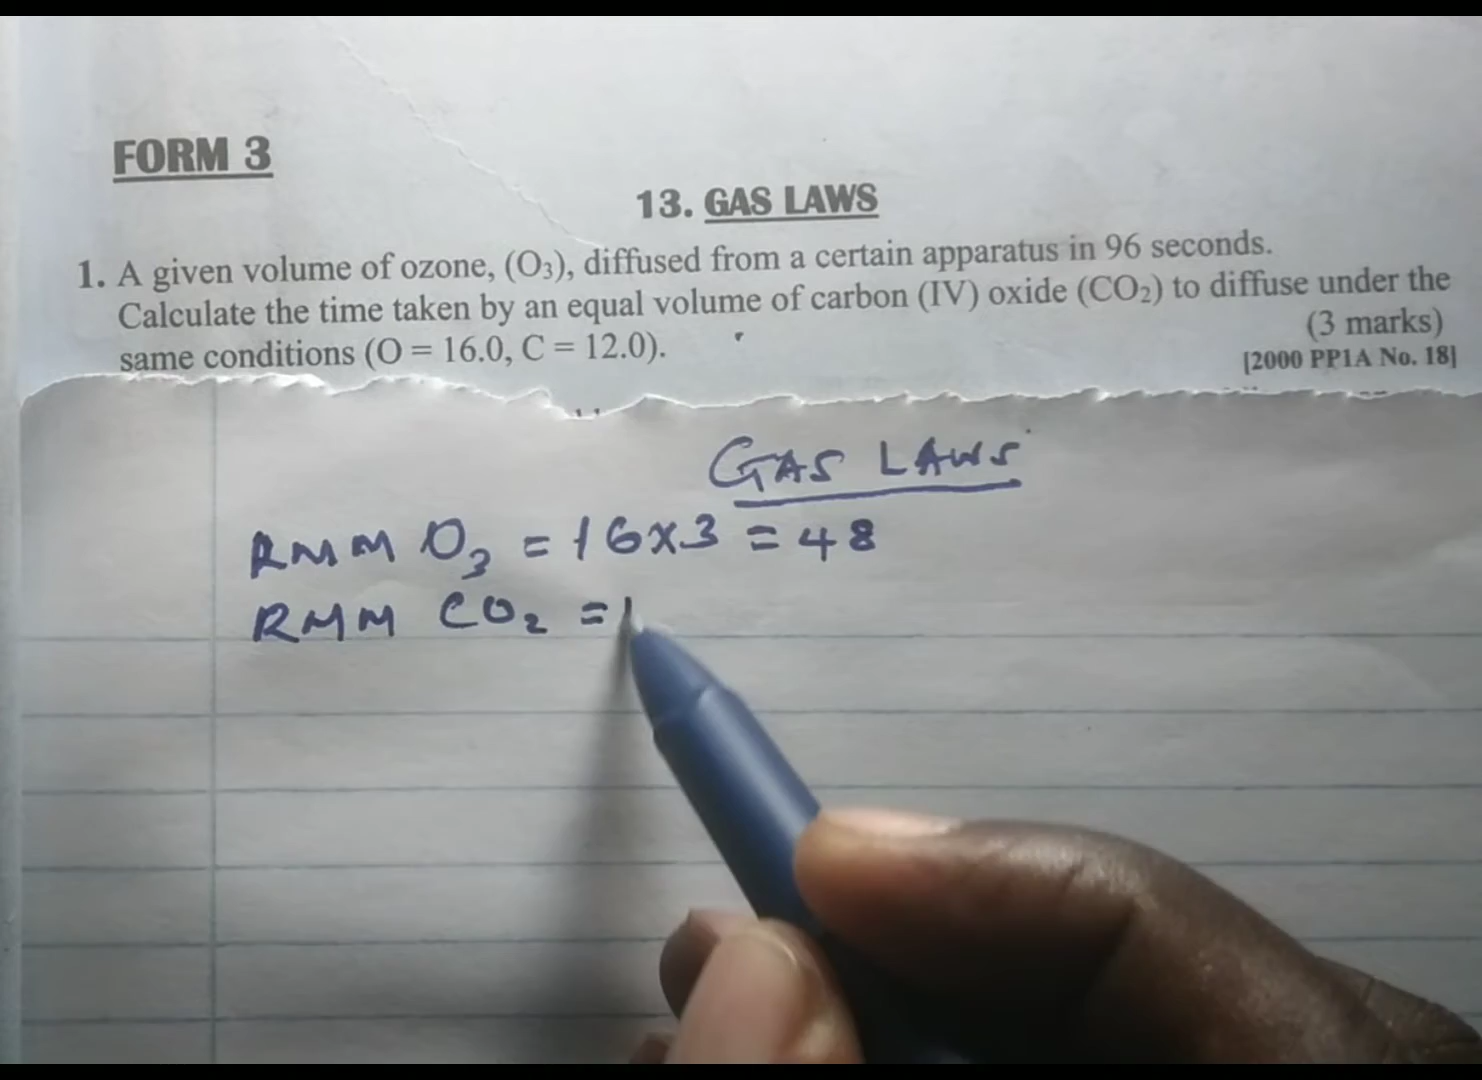 FORM 3
13. GAS LAWS
1. A given volume of ozone, (O₃), diffused from a certain apparatus in 96 seconds.
Calculate the time taken by an equal volume of carbon (IV) oxide (CO₂) to diffuse under the
same conditions (O = 16.0, C = 12.0).
(3 marks)
[2000 PP1A No. 18]
GAS LAWS
RMM O₃ = 16x3 = 48
RMM CO₂ = 1